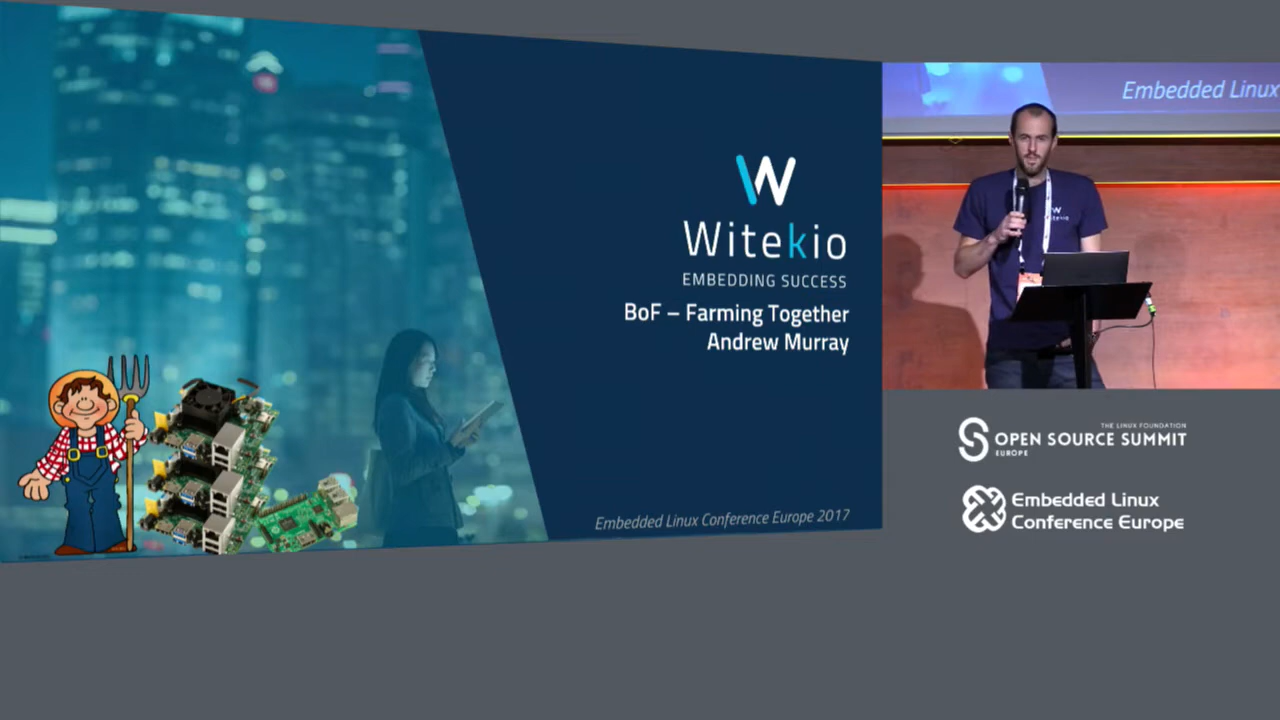 Witekio
EMBEDDING SUCCESS
BoF – Farming Together
Andrew Murray
Embedded Linux Conference Europe 2017
Embedded Linux
W
Witekio
THE LINUX FOUNDATION
OPEN SOURCE SUMMIT
EUROPE
Embedded Linux
Conference Europe